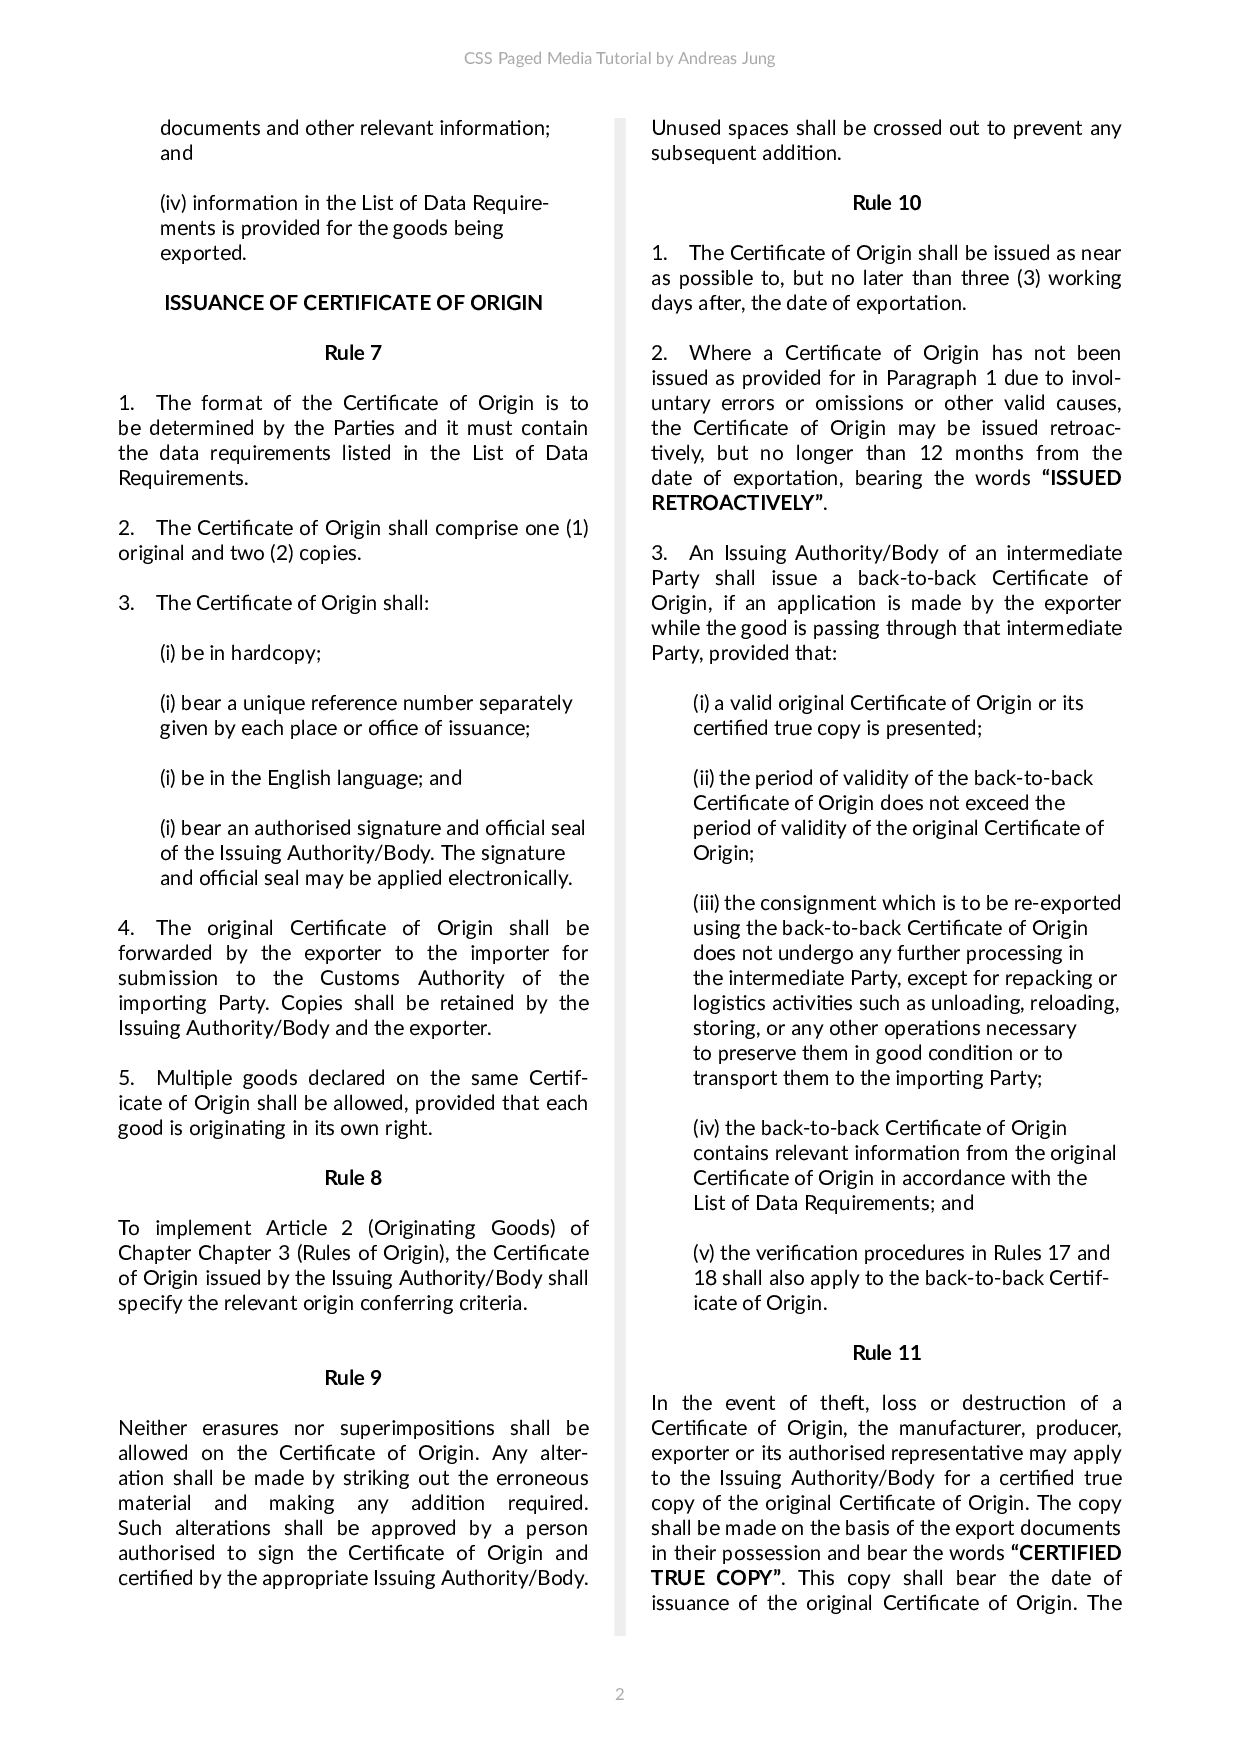 CSS Paged Media Tutorial by Andreas Jung
documents and other relevant information;
and
(iv) information in the List of Data Require-
ments is provided for the goods being
exported.
ISSUANCE OF CERTIFICATE OF ORIGIN
Rule 7
1. The format of the Certificate of Origin is to
be determined by the Parties and it must contain
the data requirements listed in the List of Data
Requirements.
2. The Certificate of Origin shall comprise one (1)
original and two (2) copies.
3. The Certificate of Origin shall:
(i) be in hardcopy;
(i) bear a unique reference number separately
given by each place or office of issuance;
(i) be in the English language; and
(i) bear an authorised signature and official seal
of the Issuing Authority/Body. The signature
and official seal may be applied electronically.
4. The original Certificate of Origin shall be
forwarded by the exporter to the importer for
submission to the Customs Authority of the
importing Party. Copies shall be retained by the
Issuing Authority/Body and the exporter.
5. Multiple goods declared on the same Certif-
icate of Origin shall be allowed, provided that each
good is originating in its own right.
Rule 8
To implement Article 2 (Originating Goods) of
Chapter Chapter 3 (Rules of Origin), the Certificate
of Origin issued by the Issuing Authority/Body shall
specify the relevant origin conferring criteria.
Rule 9
Neither erasures nor superimpositions shall be
allowed on the Certificate of Origin. Any alter-
ation shall be made by striking out the erroneous
material and making any addition required.
Such alterations shall be approved by a person
authorised to sign the Certificate of Origin and
certified by the appropriate Issuing Authority/Body.
Unused spaces shall be crossed out to prevent any
subsequent addition.
Rule 10
1. The Certificate of Origin shall be issued as near
as possible to, but no later than three (3) working
days after, the date of exportation.
2. Where a Certificate of Origin has not been
issued as provided for in Paragraph 1 due to invol-
untary errors or omissions or other valid causes,
the Certificate of Origin may be issued retroac-
tively, but no longer than 12 months from the
date of exportation, bearing the words “ISSUED
RETROACTIVELY”.
3. An Issuing Authority/Body of an intermediate
Party shall issue a back-to-back Certificate of
Origin, if an application is made by the exporter
while the good is passing through that intermediate
Party, provided that:
(i) a valid original Certificate of Origin or its
certified true copy is presented;
(ii) the period of validity of the back-to-back
Certificate of Origin does not exceed the
period of validity of the original Certificate of
Origin;
(iii) the consignment which is to be re-exported
using the back-to-back Certificate of Origin
does not undergo any further processing in
the intermediate Party, except for repacking or
logistics activities such as unloading, reloading,
storing, or any other operations necessary
to preserve them in good condition or to
transport them to the importing Party;
(iv) the back-to-back Certificate of Origin
contains relevant information from the original
Certificate of Origin in accordance with the
List of Data Requirements; and
(v) the verification procedures in Rules 17 and
18 shall also apply to the back-to-back Certif-
icate of Origin.
Rule 11
In the event of theft, loss or destruction of a
Certificate of Origin, the manufacturer, producer,
exporter or its authorised representative may apply
to the Issuing Authority/Body for a certified true
copy of the original Certificate of Origin. The copy
shall be made on the basis of the export documents
in their possession and bear the words “CERTIFIED
TRUE COPY”. This copy shall bear the date of
issuance of the original Certificate of Origin. The
2